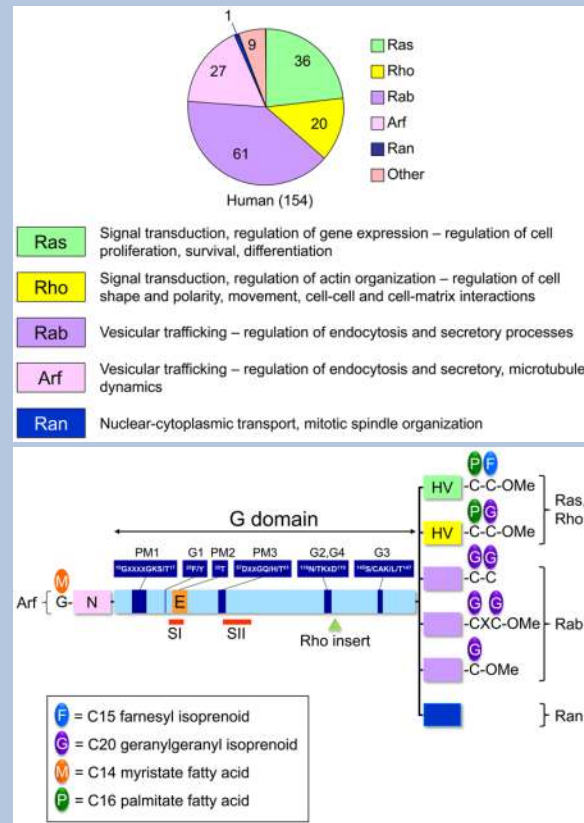 1
9
36
27
20
61
Ras
Rho
Rab
Arf
Ran
Other
Human (154)
Ras
Signal transduction, regulation of gene expression – regulation of cell
proliferation, survival, differentiation
Rho
Signal transduction, regulation of actin organization – regulation of cell
shape and polarity, movement, cell-cell and cell-matrix interactions
Rab
Vesicular trafficking – regulation of endocytosis and secretory processes
Arf
Vesicular trafficking – regulation of endocytosis and secretory, microtubule
dynamics
Ran
Nuclear-cytoplasmic transport, mitotic spindle organization
P F
HV -C-C-OMe
Ras,
Rho
P G
HV -C-C-OMe
G domain
PM1 G1 PM2 PM3 G2,G4 G3
G G
-C-C
M
Arf G- N E
SI SII Rho insert
G G
-CXC-OMe
Rab
G
-C-OMe
Ran
F = C15 farnesyl isoprenoid
G = C20 geranylgeranyl isoprenoid
M = C14 myristate fatty acid
P = C16 palmitate fatty acid